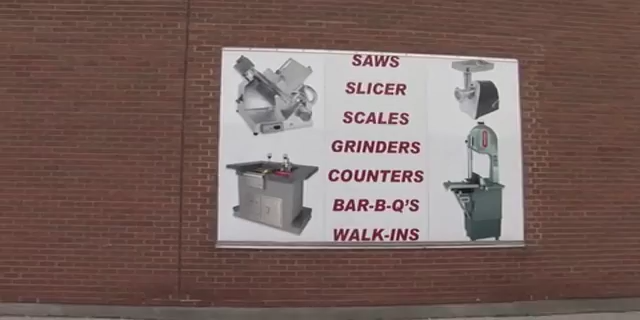 SAWS
SLICER
SCALES
GRINDERS
COUNTERS
BAR-B-Q'S
WALK-INS